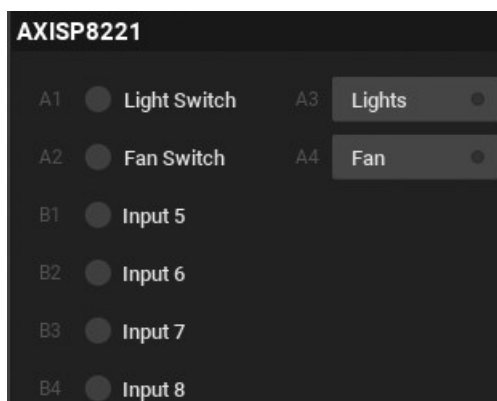 AXISP8221
A1 Light Switch A3 Lights
A2 Fan Switch A4 Fan
B1 Input 5
B2 Input 6
B3 Input 7
B4 Input 8